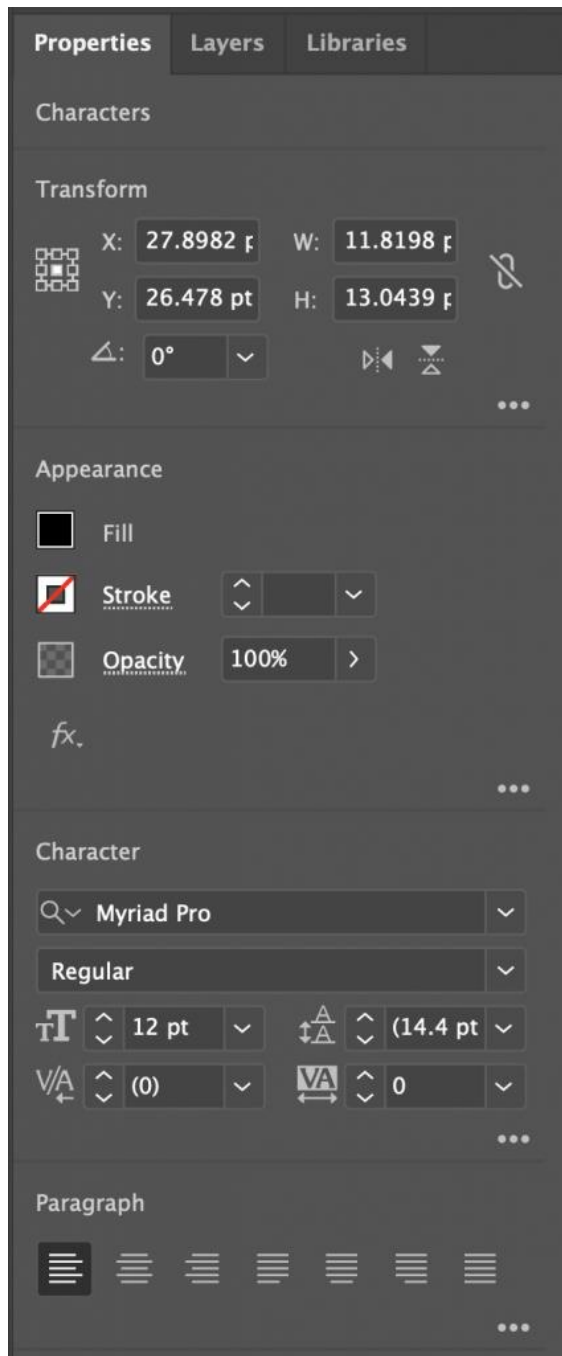 Properties Layers Libraries
Characters
Transform
X: 27.8982 p W: 11.8198 p
Y: 26.478 pt H: 13.0439 p
0°
Appearance
Fill
Stroke
Opacity 100%
fx.
Character
Myriad Pro
Regular
12 pt (14.4 pt
(0) 0
Paragraph